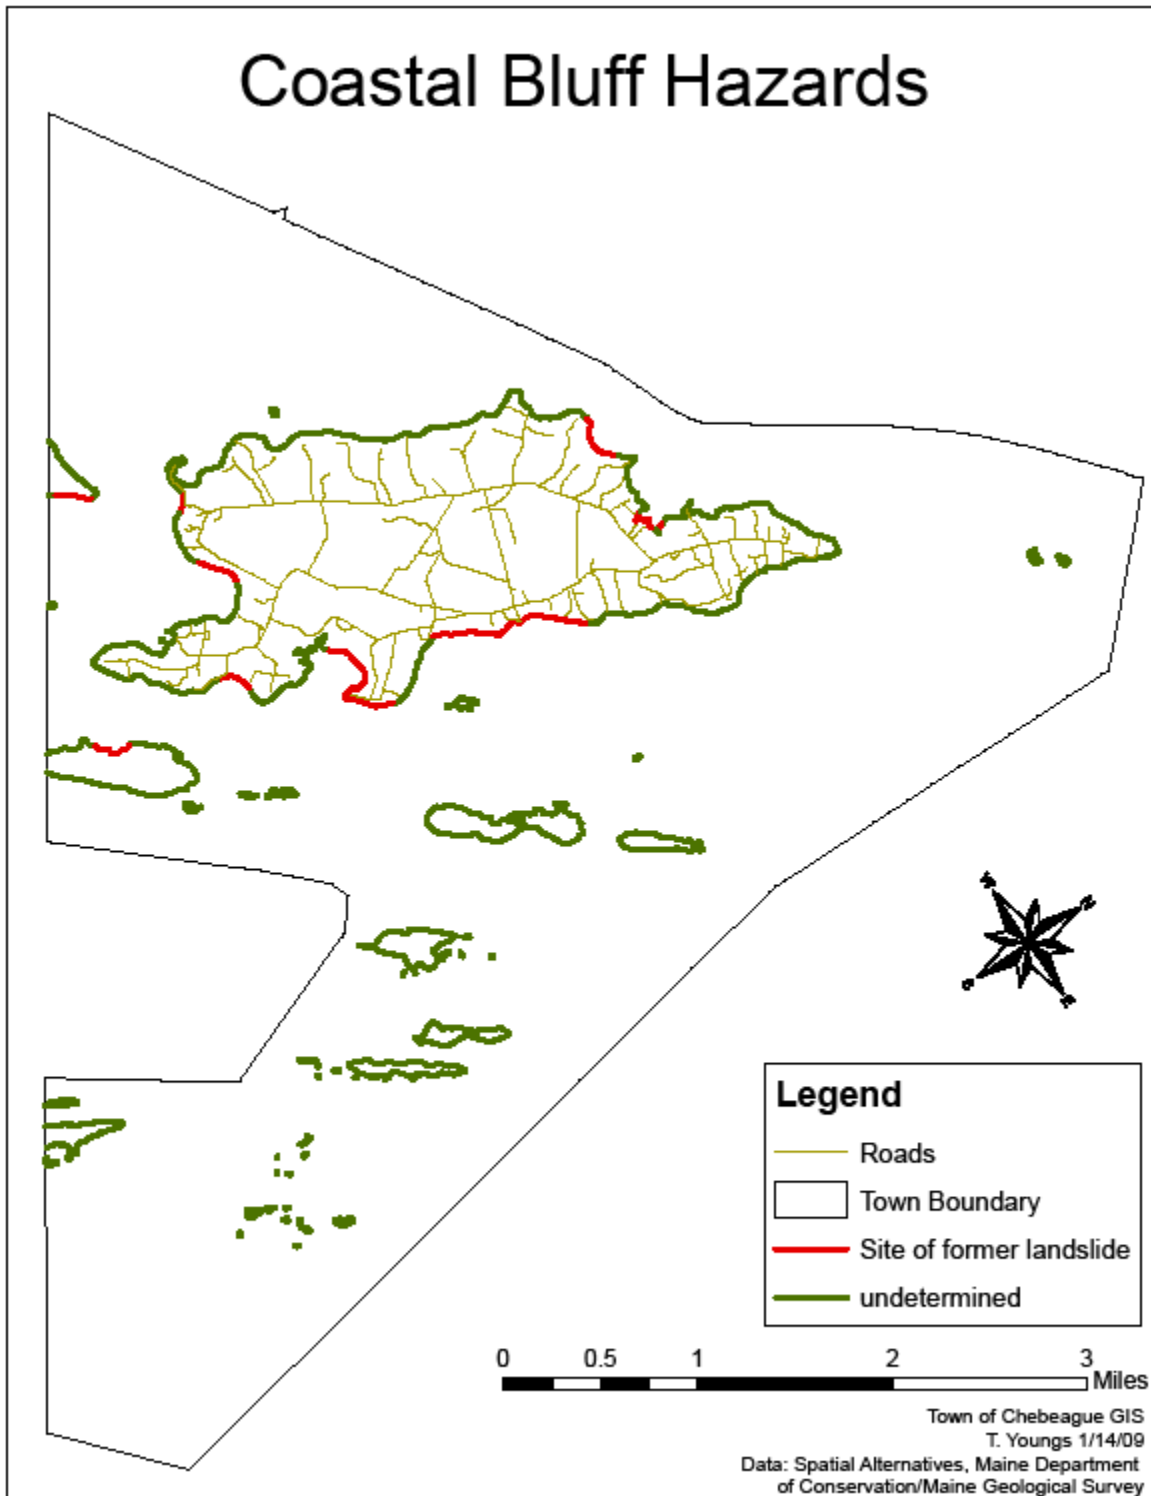 Coastal Bluff Hazards
N
Legend
Roads
Town Boundary
Site of former landslide
undetermined
0 0.5 1 2 3
Miles
Town of Chebeague GIS
T. Youngs 1/14/09
Data: Spatial Alternatives, Maine Department
of Conservation/Maine Geological Survey